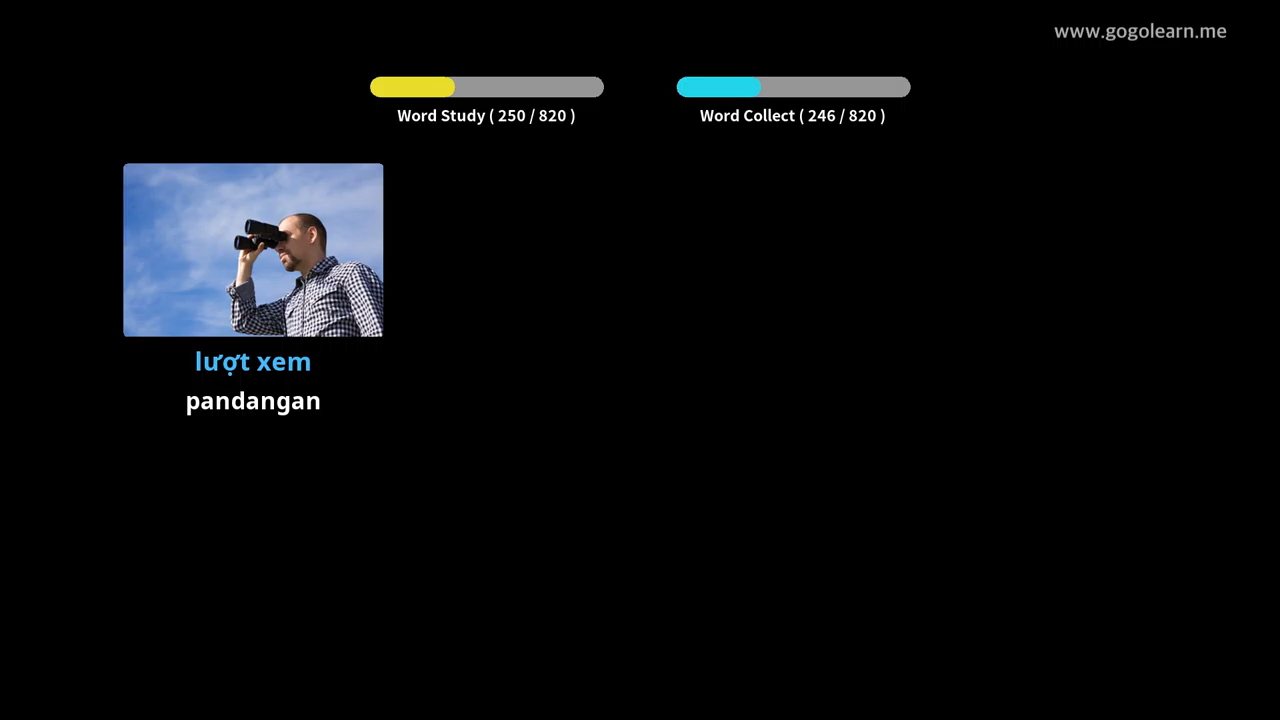 www.gogolearn.me
Word Study ( 250 / 820 )
Word Collect ( 246 / 820 )
lượt xem
pandangan